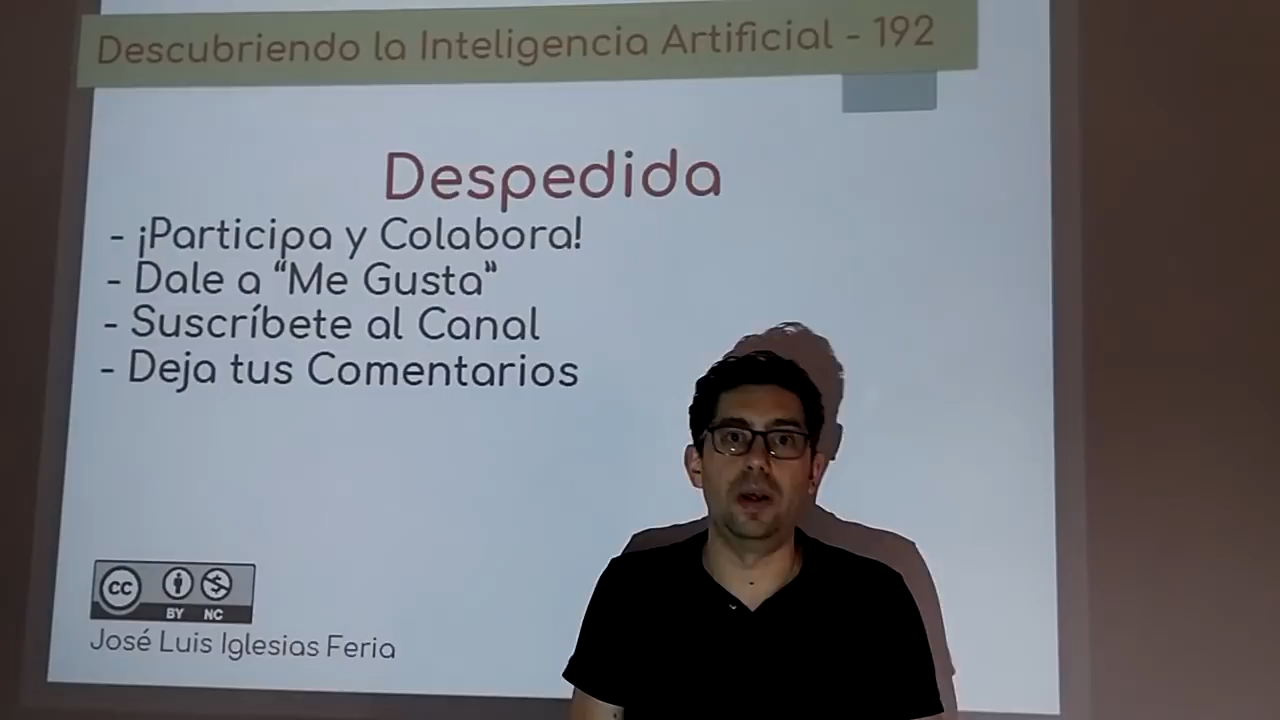 Descubriendo la Inteligencia Artificial - 192
Despedida
- ¡Participa y Colabora!
- Dale a “Me Gusta”
- Suscríbete al Canal
- Deja tus Comentarios
CC BY NC
José Luis Iglesias Feria